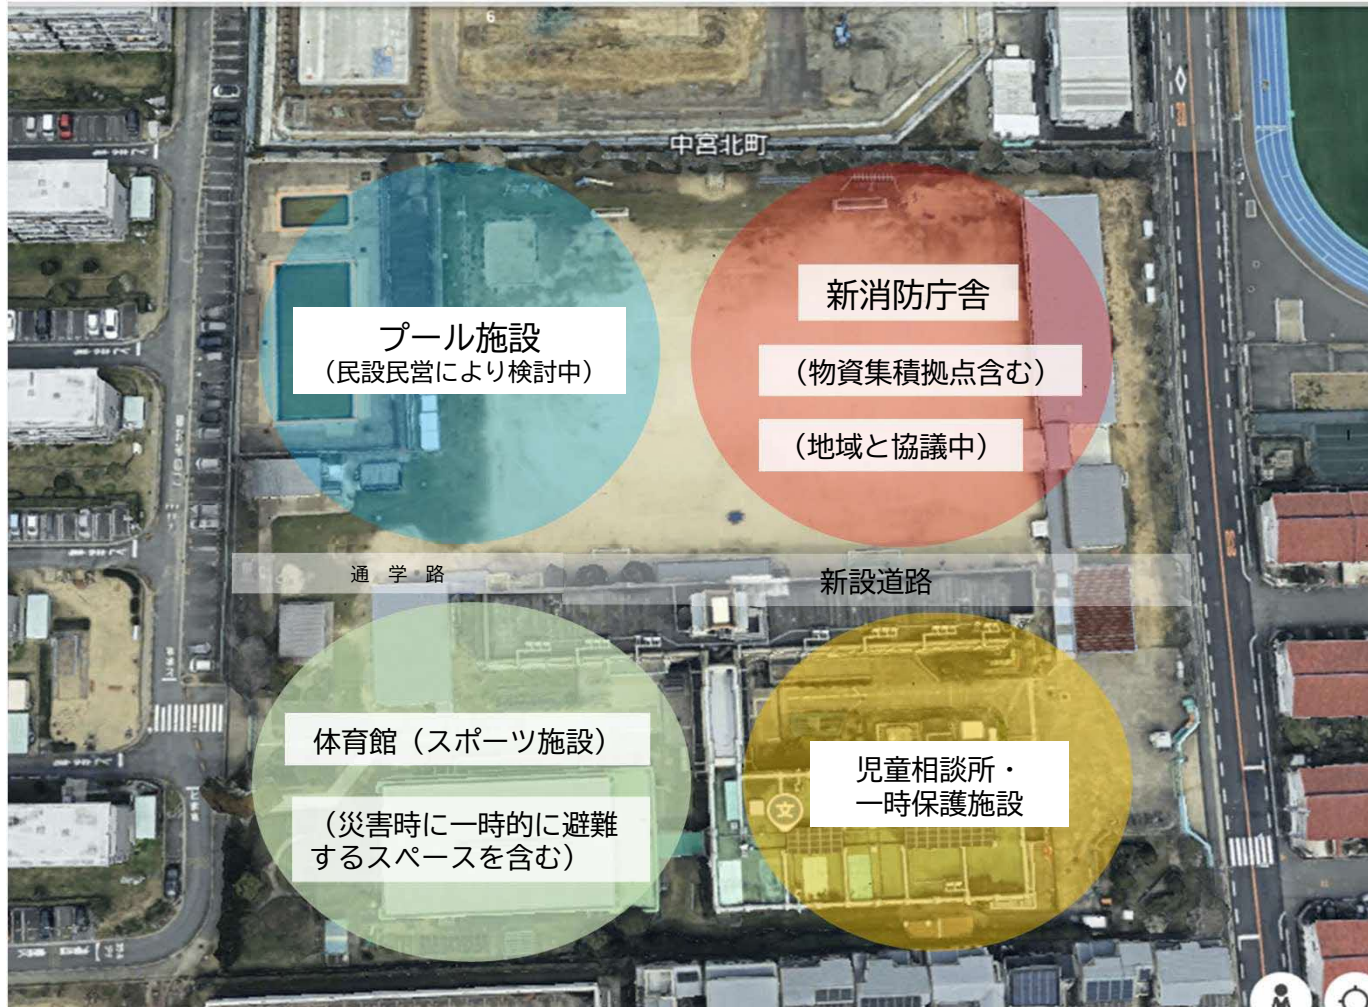 6
中宮北町
新消防庁舎
プール施設
(民設民営により検討中)
(物資集積拠点含む)
(地域と協議中)
通 学 路
新設道路
体育館(スポーツ施設)
児童相談所・
一時保護施設
文
(災害時に一時的に避難
するスペースを含む)